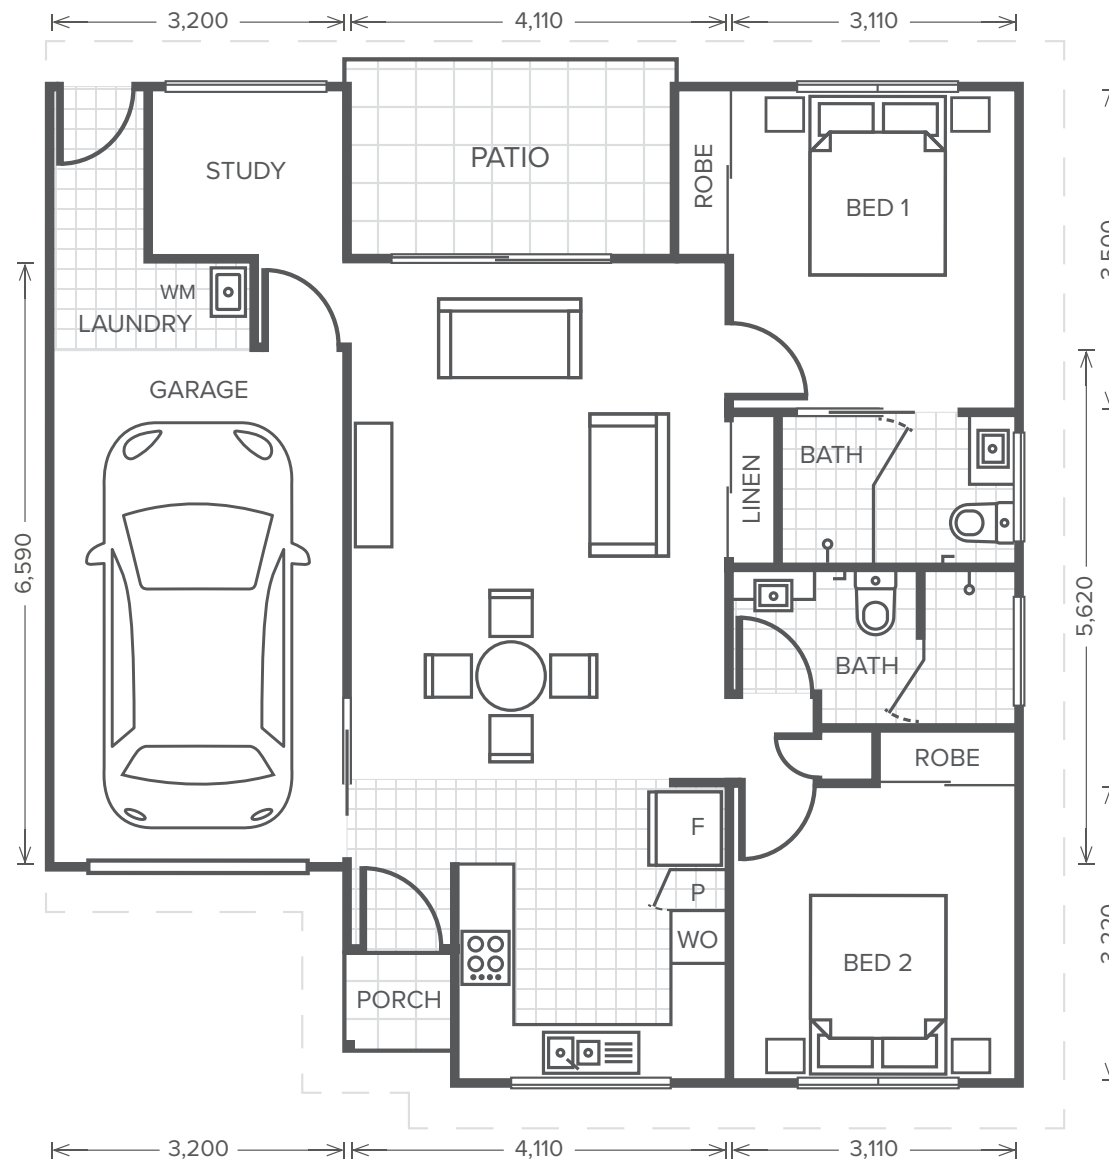 3,200
4,110
3,110
STUDY
PATIO
ROBE
BED 1
WM
LAUNDRY
GARAGE
BATH
LINEN
6,590
5,620
BATH
ROBE
F
P
WO
BED 2
PORCH
3,200
4,110
3,110